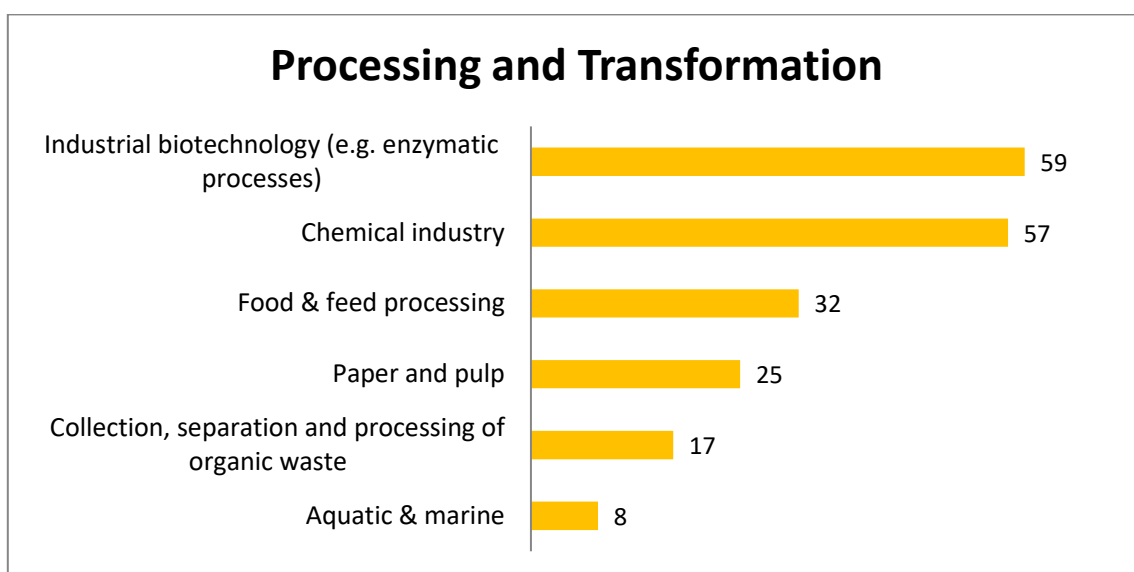 Processing and Transformation
Industrial biotechnology (e.g. enzymatic
processes)
59
Chemical industry
57
Food & feed processing
32
Paper and pulp
25
Collection, separation and processing of
organic waste
17
Aquatic & marine
8